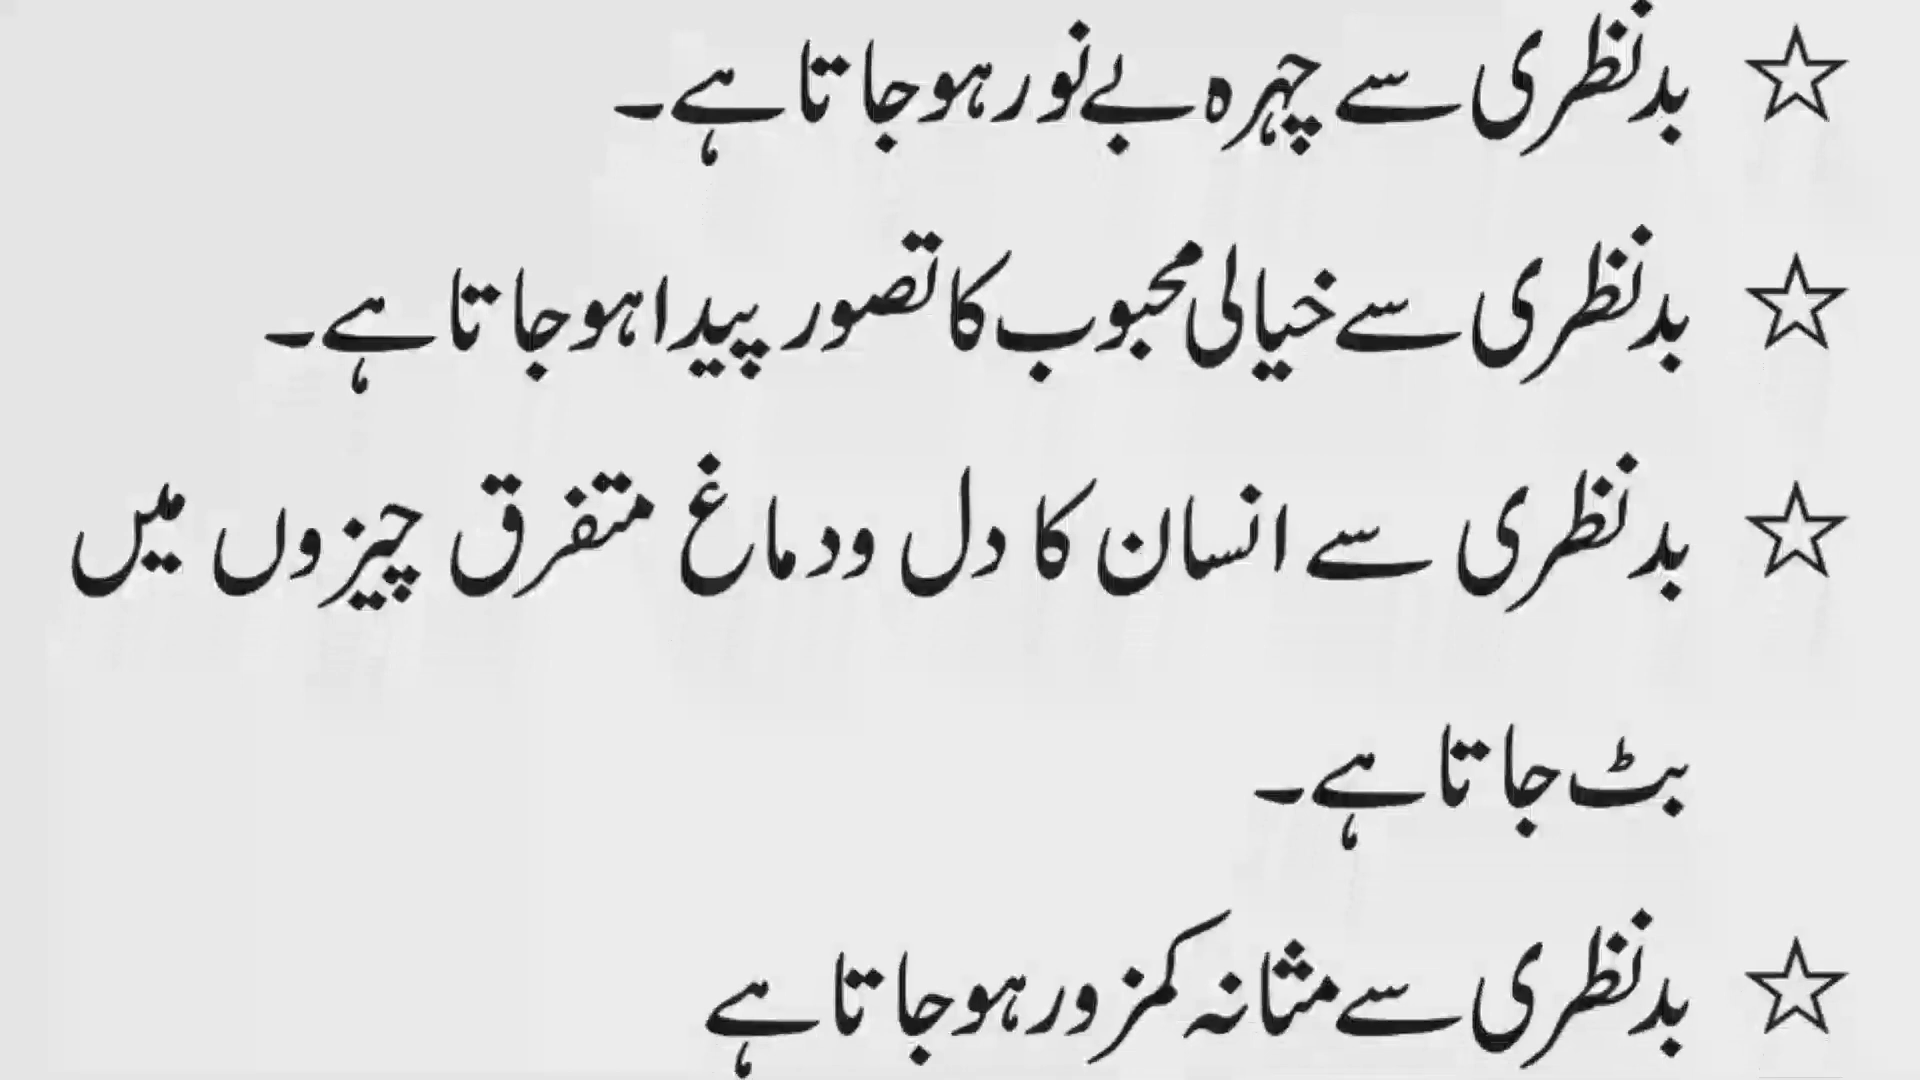 ☆ بدنظری سے چہرہ بے نور ہو جاتا ہے۔
☆ بدنظری سے خیالی محبوب کا تصور پیدا ہو جاتا ہے۔
☆ بدنظری سے انسان کا دل ودماغ متفرق چیزوں میں
بٹ جاتا ہے۔
☆ بدنظری سے مثانہ کمزور ہو جاتا ہے